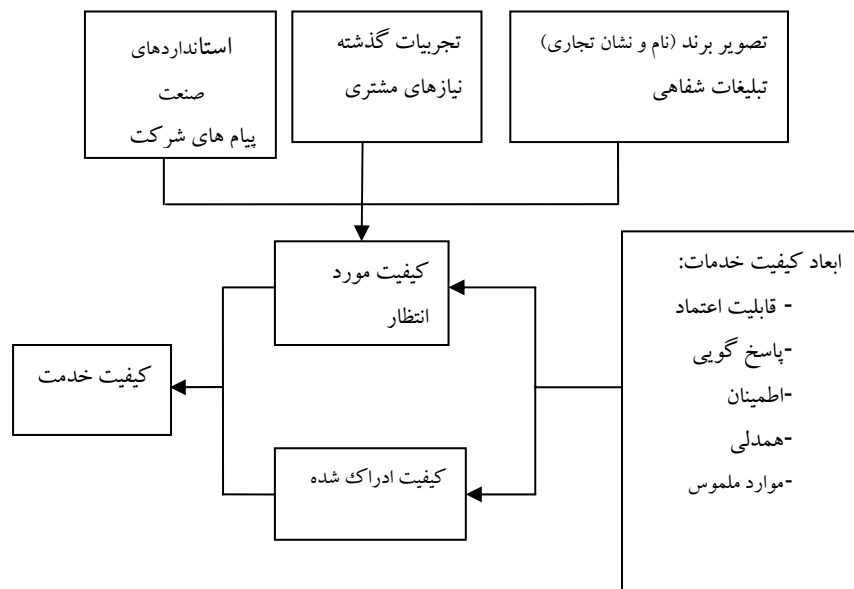 تصویر برند (نام و نشان تجاری)
تبلیغات شفاهی
تجربیات گذشته
نیازهای مشتری
استانداردهای
صنعت
پیام های شرکت
ابعاد کیفیت خدمات:
- قابلیت اعتماد
-پاسخ گویی
-اطمینان
-همدلی
-موارد ملموس
کیفیت مورد
انتظار
کیفیت ادراك شده
کیفیت خدمت